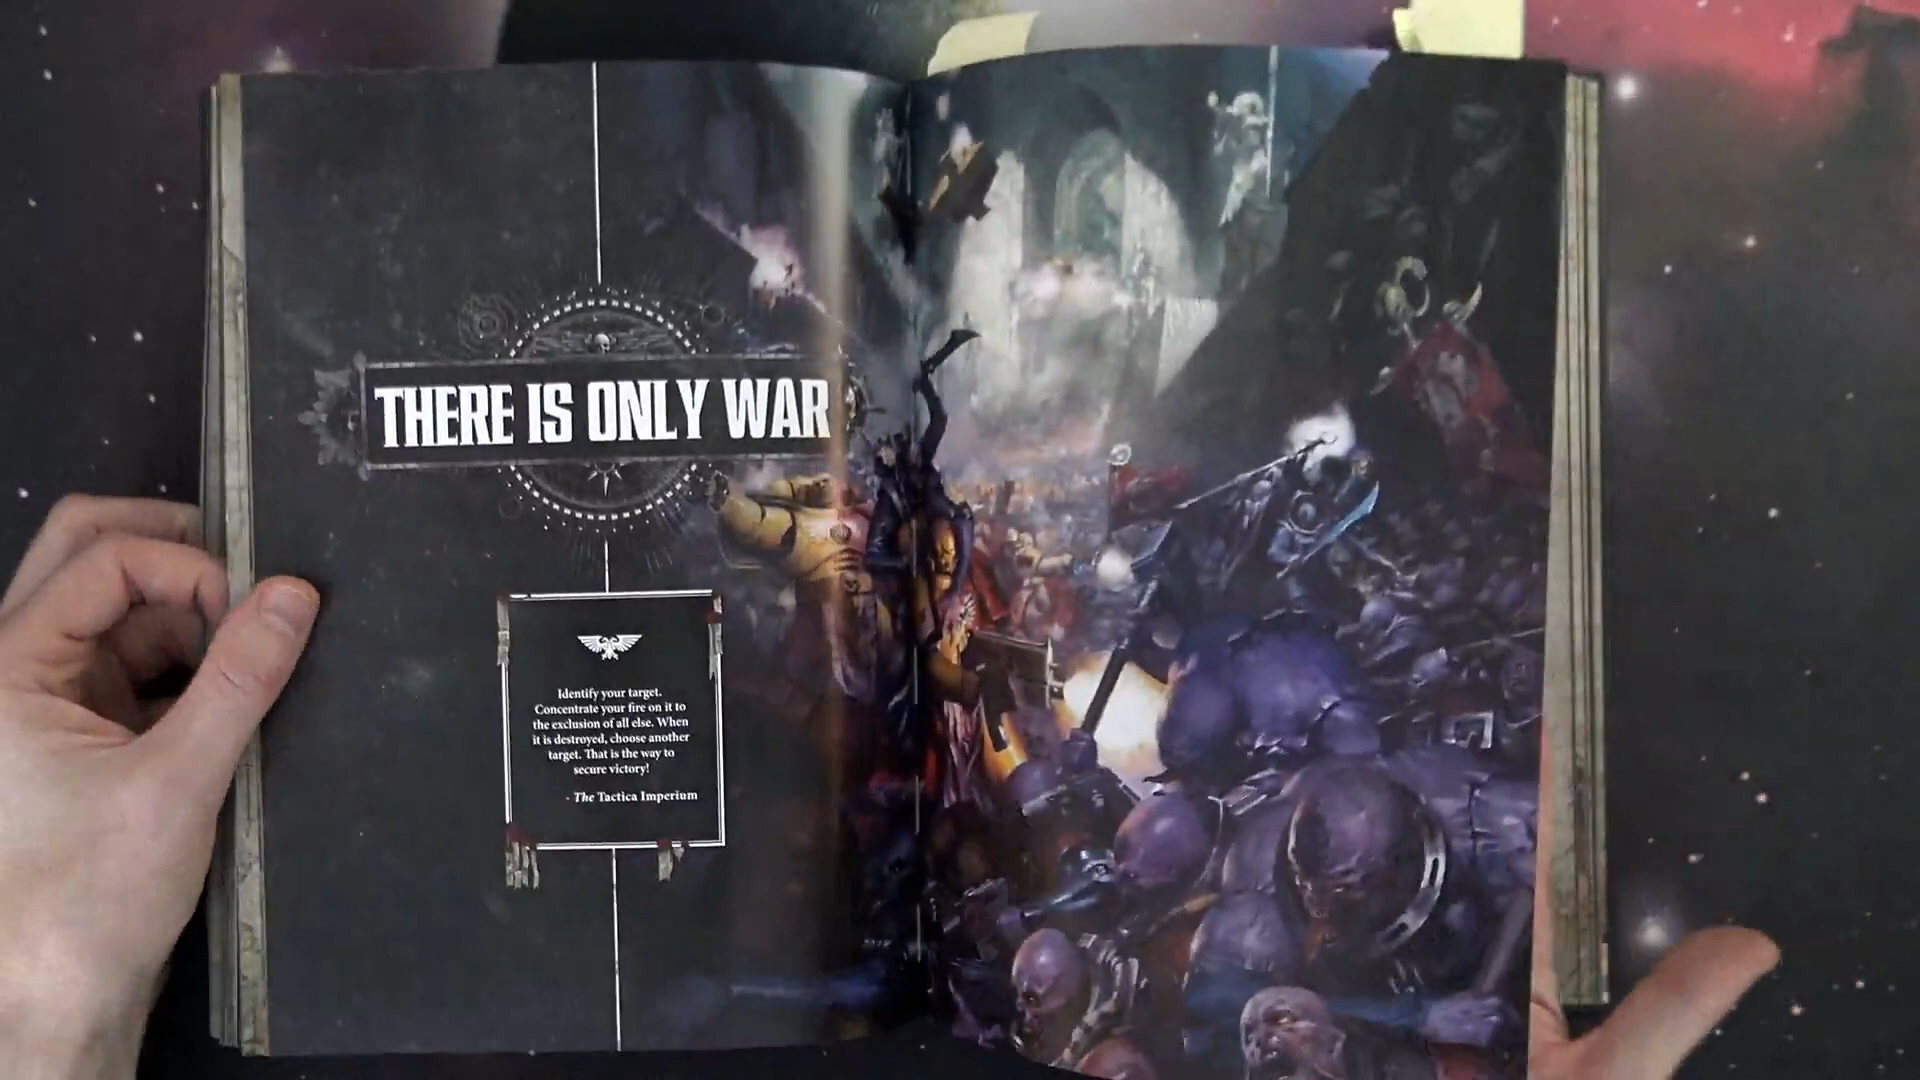 THERE IS ONLY WAR
Identify your target.
Concentrate your fire on it to
the exclusion of all else. When
it is destroyed, choose another
target. That is the way to
secure victory!
- The Tactica Imperium